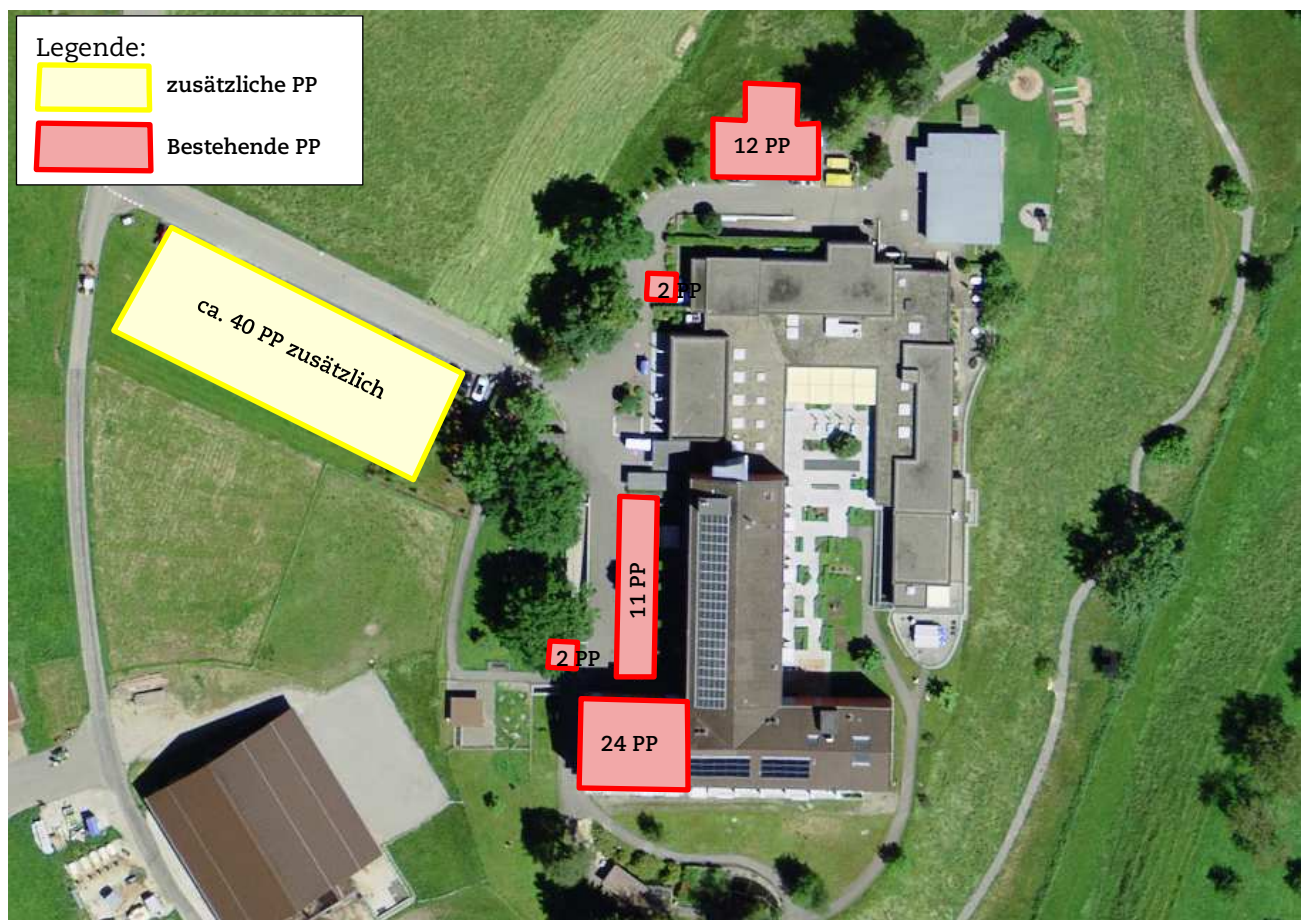 Legende:
zusätzliche PP
Bestehende PP
12 PP
2 PP
ca. 40 PP zusätzlich
11 PP
2 PP
24 PP